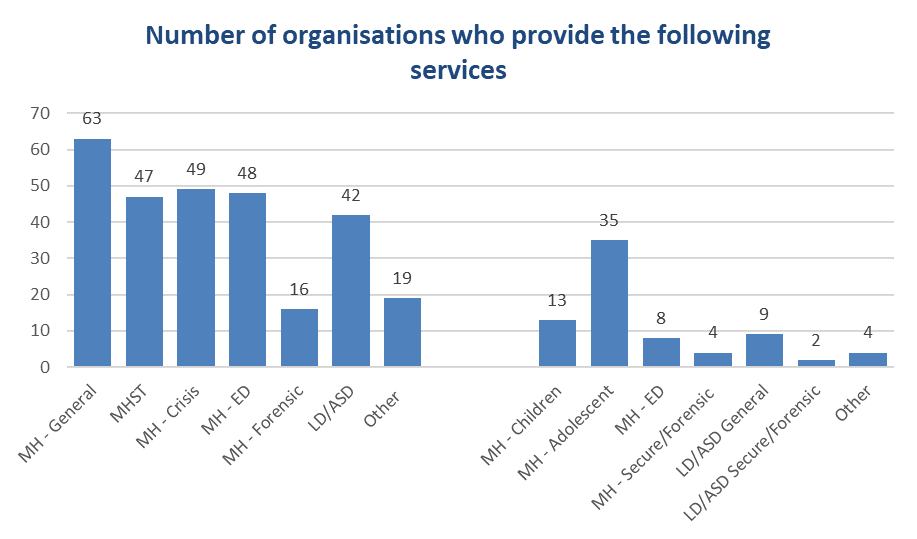 Number of organisations who provide the following
services
70
60
50
40
30
20
10
0
63
47
49
48
16
42
19
13
35
8
4
9
2
4
MH - General
MHST
MH - Crisis
MH - ED
MH - Forensic
LD/ASD
Other
MH - Children
MH - Adolescent
MH - ED
MH - Secure/Forensic
LD/ASD General
LD/ASD Secure/Forensic
Other